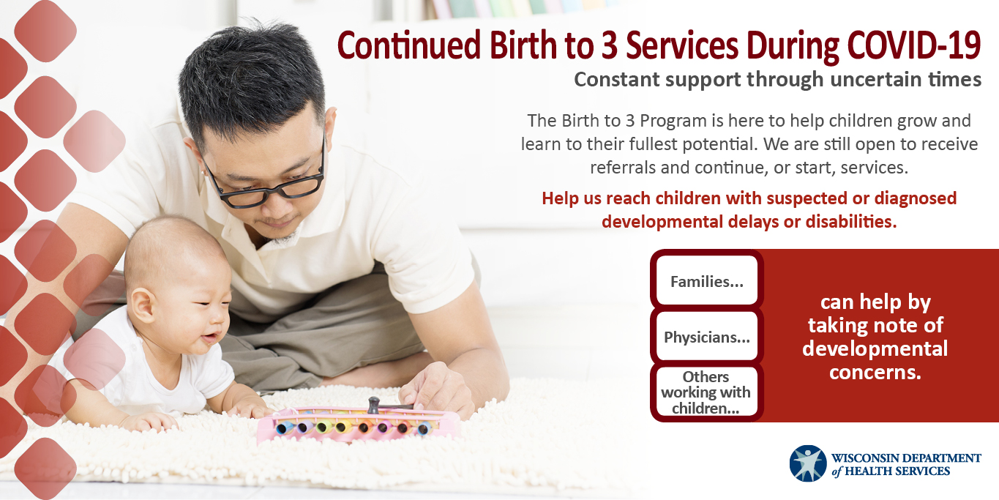 Continued Birth to 3 Services During COVID-19
Constant support through uncertain times
The Birth to 3 Program is here to help children grow and
learn to their fullest potential. We are still open to receive
referrals and continue, or start, services.
Help us reach children with suspected or diagnosed
developmental delays or disabilities.
Families...
Physicians...
Others
working with
children...
can help by
taking note of
developmental
concerns.
WISCONSIN DEPARTMENT
of HEALTH SERVICES